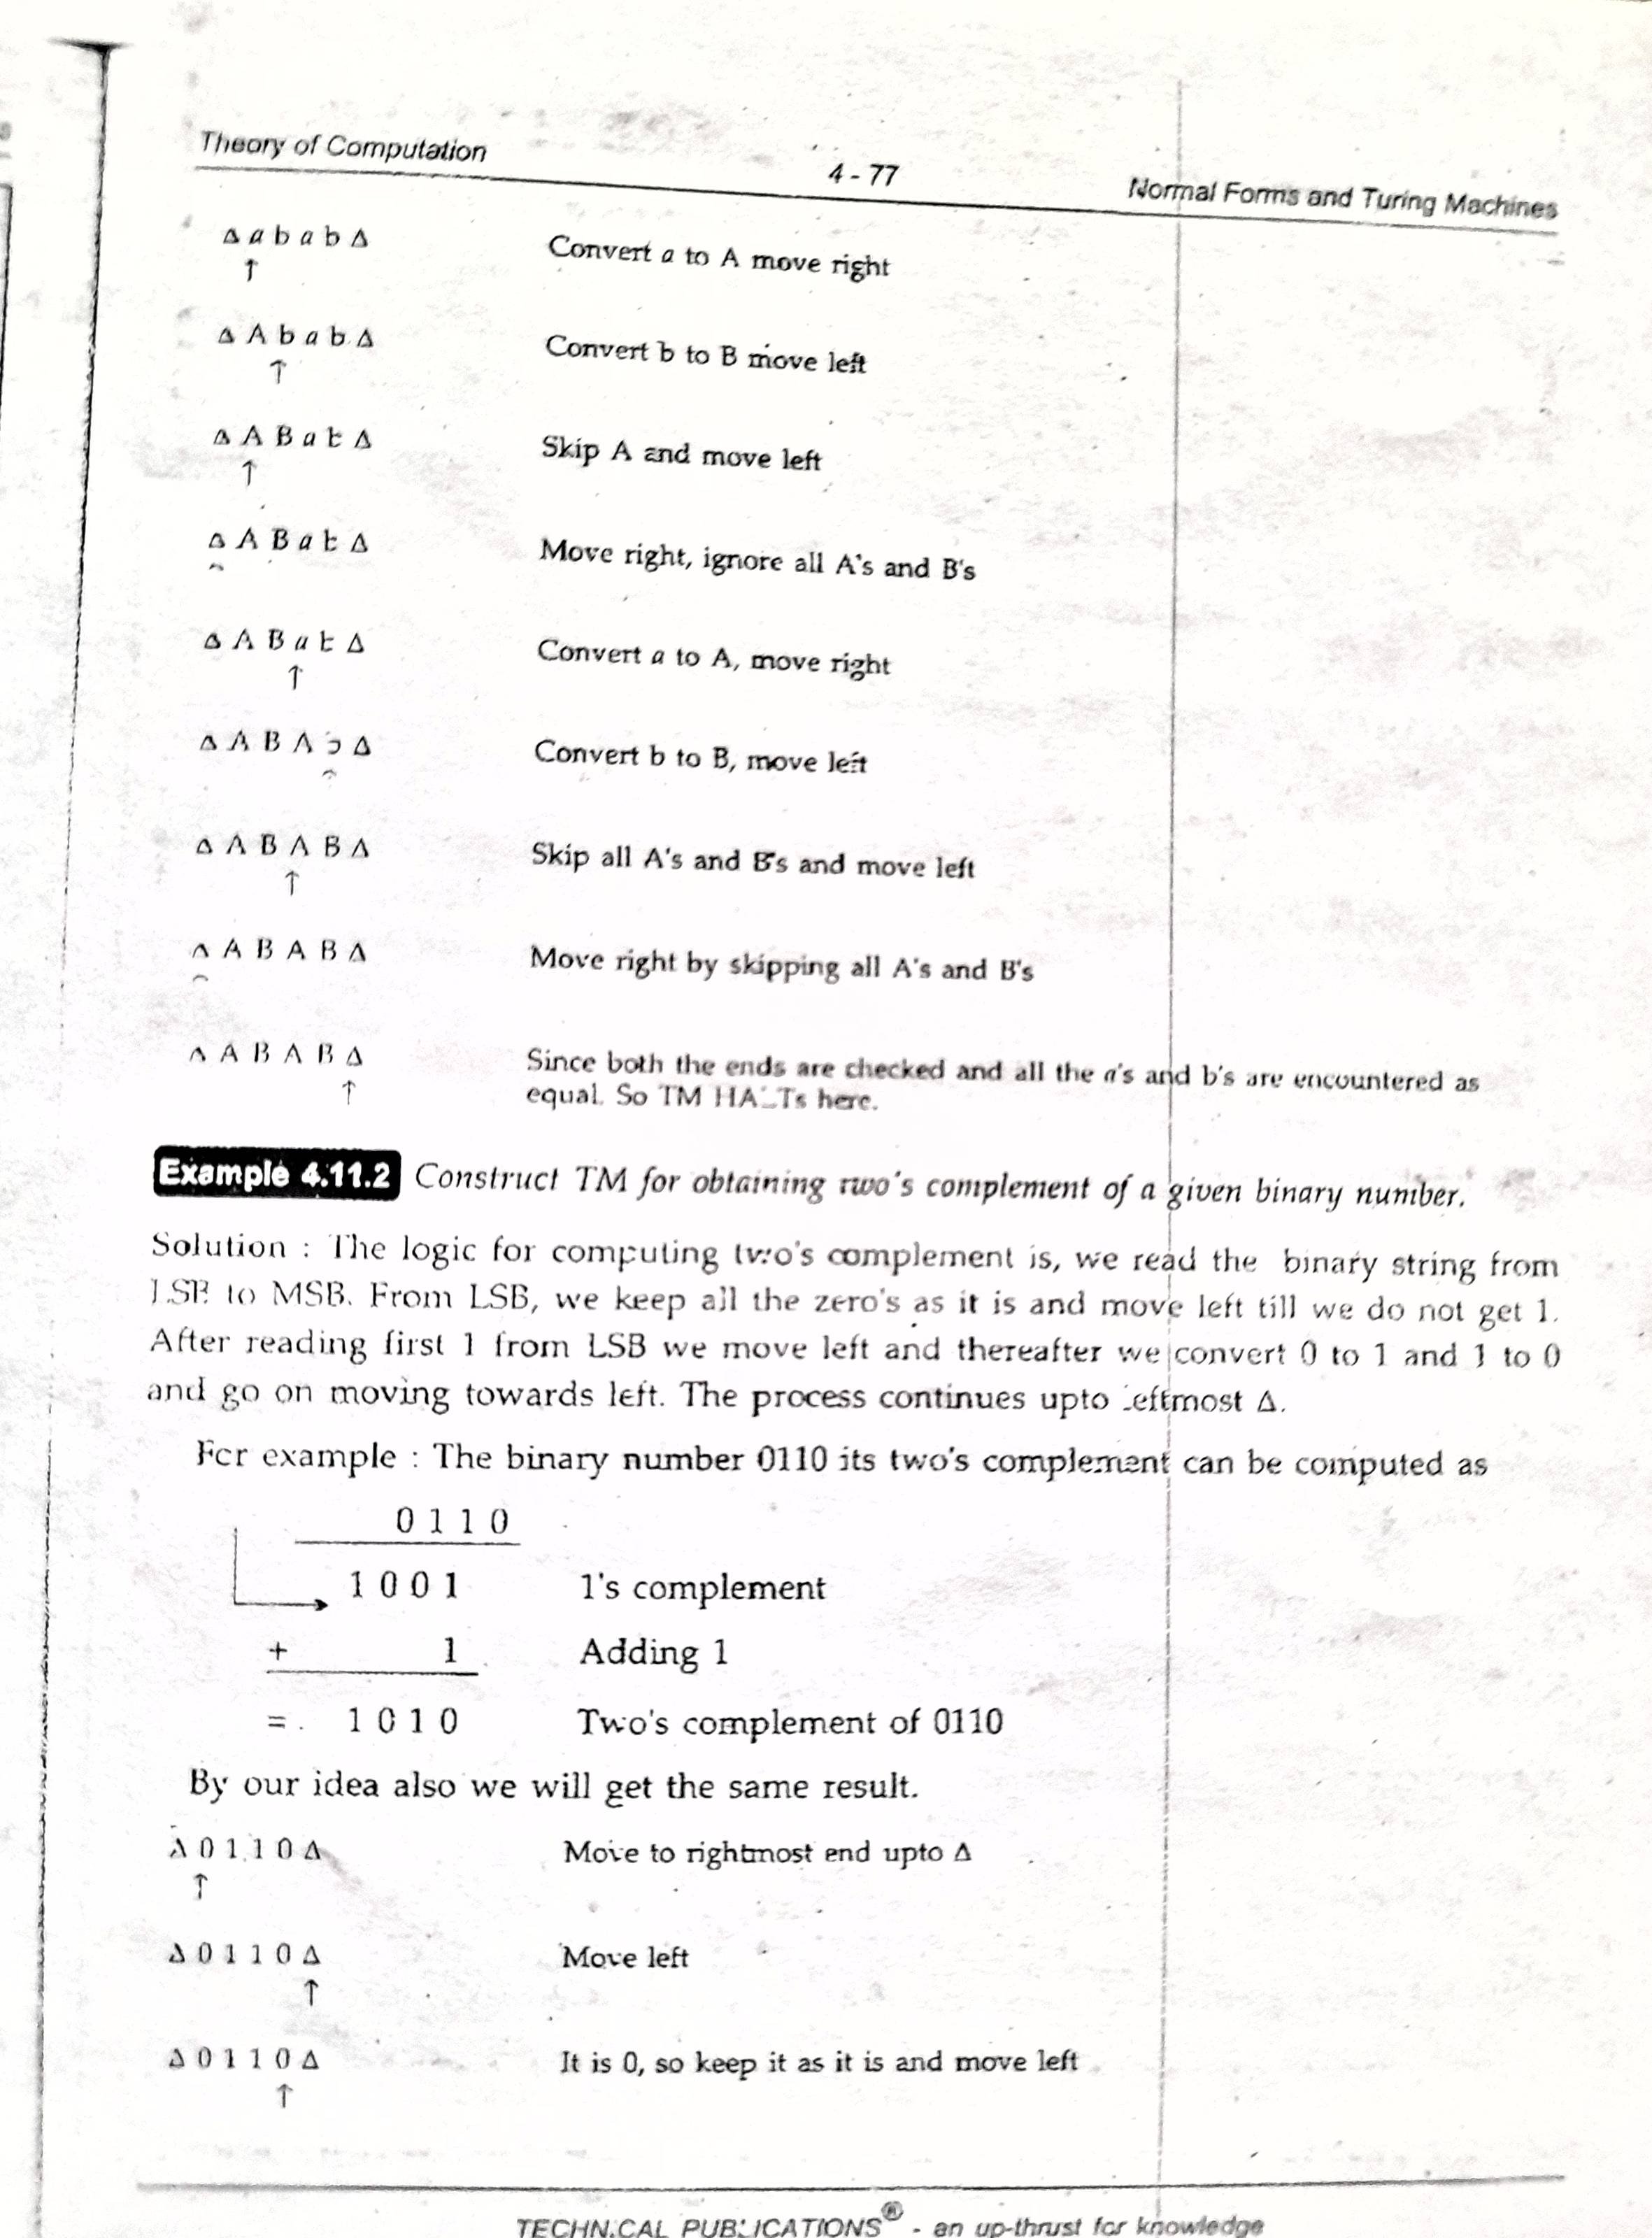 Theory of Computation
4 - 77
Normal Forms and Turing Machines
Δ a b a b Δ Convert a to A move right
↑
Δ A b a b Δ Convert b to B move left
↑
Δ A B a b Δ Skip A and move left
↑
Δ A B a b Δ Move right, ignore all A's and B's
Δ A B a b Δ Convert a to A, move right
↑
Δ A B A b Δ Convert b to B, move left
Δ A B A B Δ Skip all A's and B's and move left
↑
Δ A B A B Δ Move right by skipping all A's and B's
Δ A B A B Δ Since both the ends are checked and all the a's and b's are encountered as
↑ equal. So TM HALTs here.
Example 4.11.2 Construct TM for obtaining two's complement of a given binary number.
Solution : The logic for computing two's complement is, we read the binary string from
LSB to MSB. From LSB, we keep all the zero's as it is and move left till we do not get 1.
After reading first 1 from LSB we move left and thereafter we convert 0 to 1 and 1 to 0
and go on moving towards left. The process continues upto leftmost Δ.
For example : The binary number 0110 its two's complement can be computed as
0 1 1 0
1 0 0 1 1's complement
+ 1 Adding 1
= 1 0 1 0 Two's complement of 0110
By our idea also we will get the same result.
Δ 0 1 1 0 Δ Move to rightmost end upto Δ
↑
Δ 0 1 1 0 Δ Move left
↑
Δ 0 1 1 0 Δ It is 0, so keep it as it is and move left
↑
TECHNICAL PUBLICATIONS® - an up-thrust for knowledge